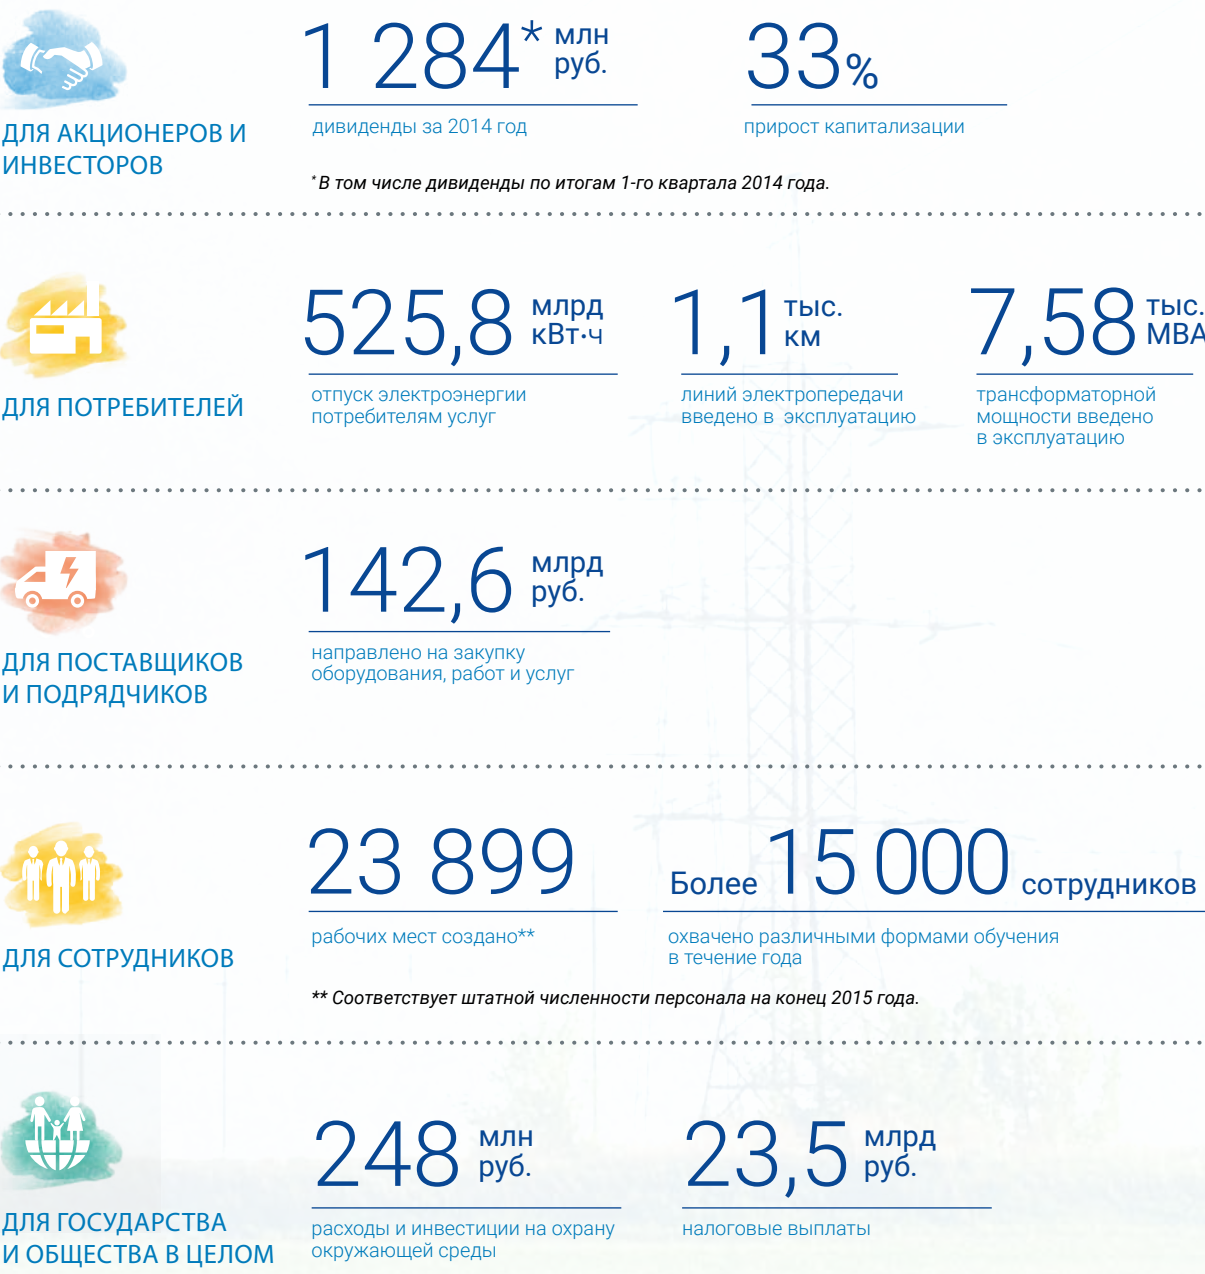 ДЛЯ АКЦИОНЕРОВ И
ИНВЕСТОРОВ
1 284* млн
руб.
дивиденды за 2014 год
33%
прирост капитализации
* В том числе дивиденды по итогам 1-го квартала 2014 года.
ДЛЯ ПОТРЕБИТЕЛЕЙ
525,8 млрд
кВт·ч
отпуск электроэнергии
потребителям услуг
1,1 тыс.
км
линий электропередачи
введено в эксплуатацию
7,58 тыс.
МВА
трансформаторной
мощности введено
в эксплуатацию
ДЛЯ ПОСТАВЩИКОВ
И ПОДРЯДЧИКОВ
142,6 млрд
руб.
направлено на закупку
оборудования, работ и услуг
ДЛЯ СОТРУДНИКОВ
23 899
рабочих мест создано**
Более 15 000 сотрудников
охвачено различными формами обучения
в течение года
** Соответствует штатной численности персонала на конец 2015 года.
ДЛЯ ГОСУДАРСТВА
И ОБЩЕСТВА В ЦЕЛОМ
248 млн
руб.
расходы и инвестиции на охрану
окружающей среды
23,5 млрд
руб.
налоговые выплаты